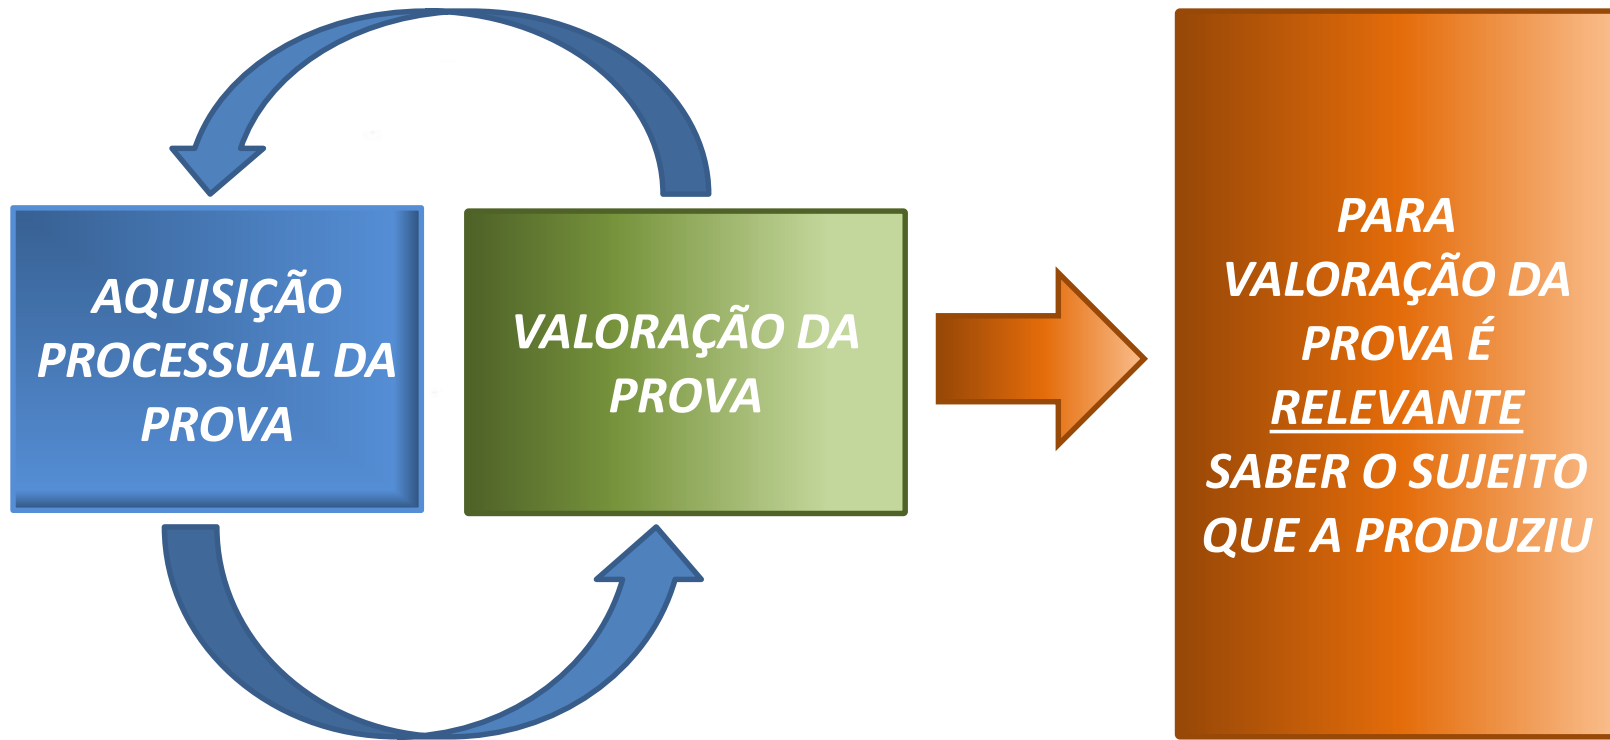 AQUISIÇÃO
PROCESSUAL DA
PROVA
VALORAÇÃO DA
PROVA
PARA
VALORAÇÃO DA
PROVA É
RELEVANTE
SABER O SUJEITO
QUE A PRODUZIU